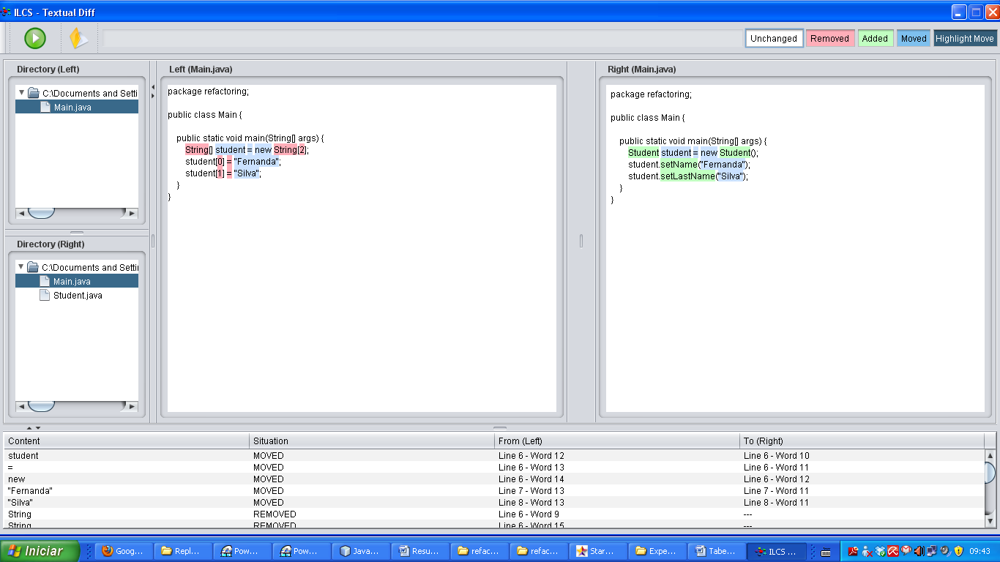 ILCS - Textual Diff
Unchanged Removed Added Moved Highlight Move
Directory (Left)
C:\Documents and Setti
Main.java
Directory (Right)
C:\Documents and Setti
Main.java
Student.java
Left (Main.java)
package refactoring;
public class Main {
public static void main(String[] args) {
String[] student = new String[2];
student[0] = "Fernanda";
student[1] = "Silva";
}
}
Right (Main.java)
package refactoring;
public class Main {
public static void main(String[] args) {
Student student = new Student();
student.setName("Fernanda");
student.setLastName("Silva");
}
}
Content Situation From (Left) To (Right)
student MOVED Line 6 - Word 12 Line 6 - Word 10
= MOVED Line 6 - Word 13 Line 6 - Word 11
new MOVED Line 6 - Word 14 Line 6 - Word 12
"Fernanda" MOVED Line 7 - Word 13 Line 7 - Word 11
"Silva" MOVED Line 8 - Word 13 Line 8 - Word 11
String REMOVED Line 6 - Word 9 ---
String REMOVED Line 6 - Word 15 ---
Iniciar Goog... Repl... Pow... Pow... Java... Resu... refac... refac... Star... Expe... Tabe... ILCS ... 09:43